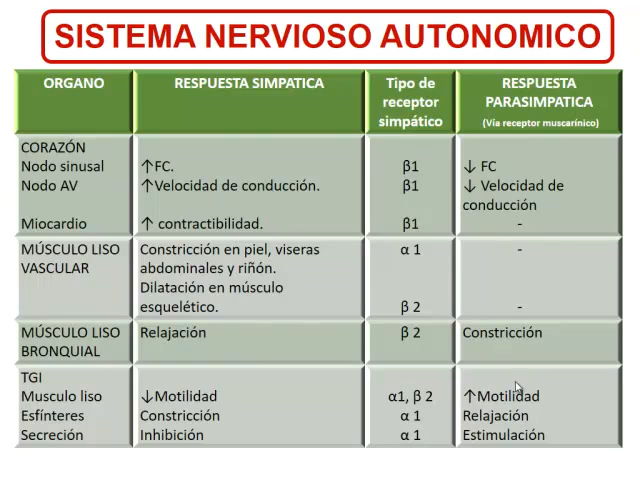 SISTEMA NERVIOSO AUTONOMICO
ORGANO RESPUESTA SIMPATICA Tipo de receptor simpático RESPUESTA PARASIMPATICA (Vía receptor muscarínico)
CORAZÓN
Nodo sinusal ↑FC. β1 ↓ FC
Nodo AV ↑Velocidad de conducción. β1 ↓ Velocidad de conducción
Miocardio ↑ contractibilidad. β1 -
MÚSCULO LISO VASCULAR Constricción en piel, viseras abdominales y riñón. α 1 -
Dilatación en músculo esquelético. β 2 -
MÚSCULO LISO BRONQUIAL Relajación β 2 Constricción
TGI
Musculo liso ↓Motilidad α1, β 2 ↑Motilidad
Esfínteres Constricción α 1 Relajación
Secreción Inhibición α 1 Estimulación